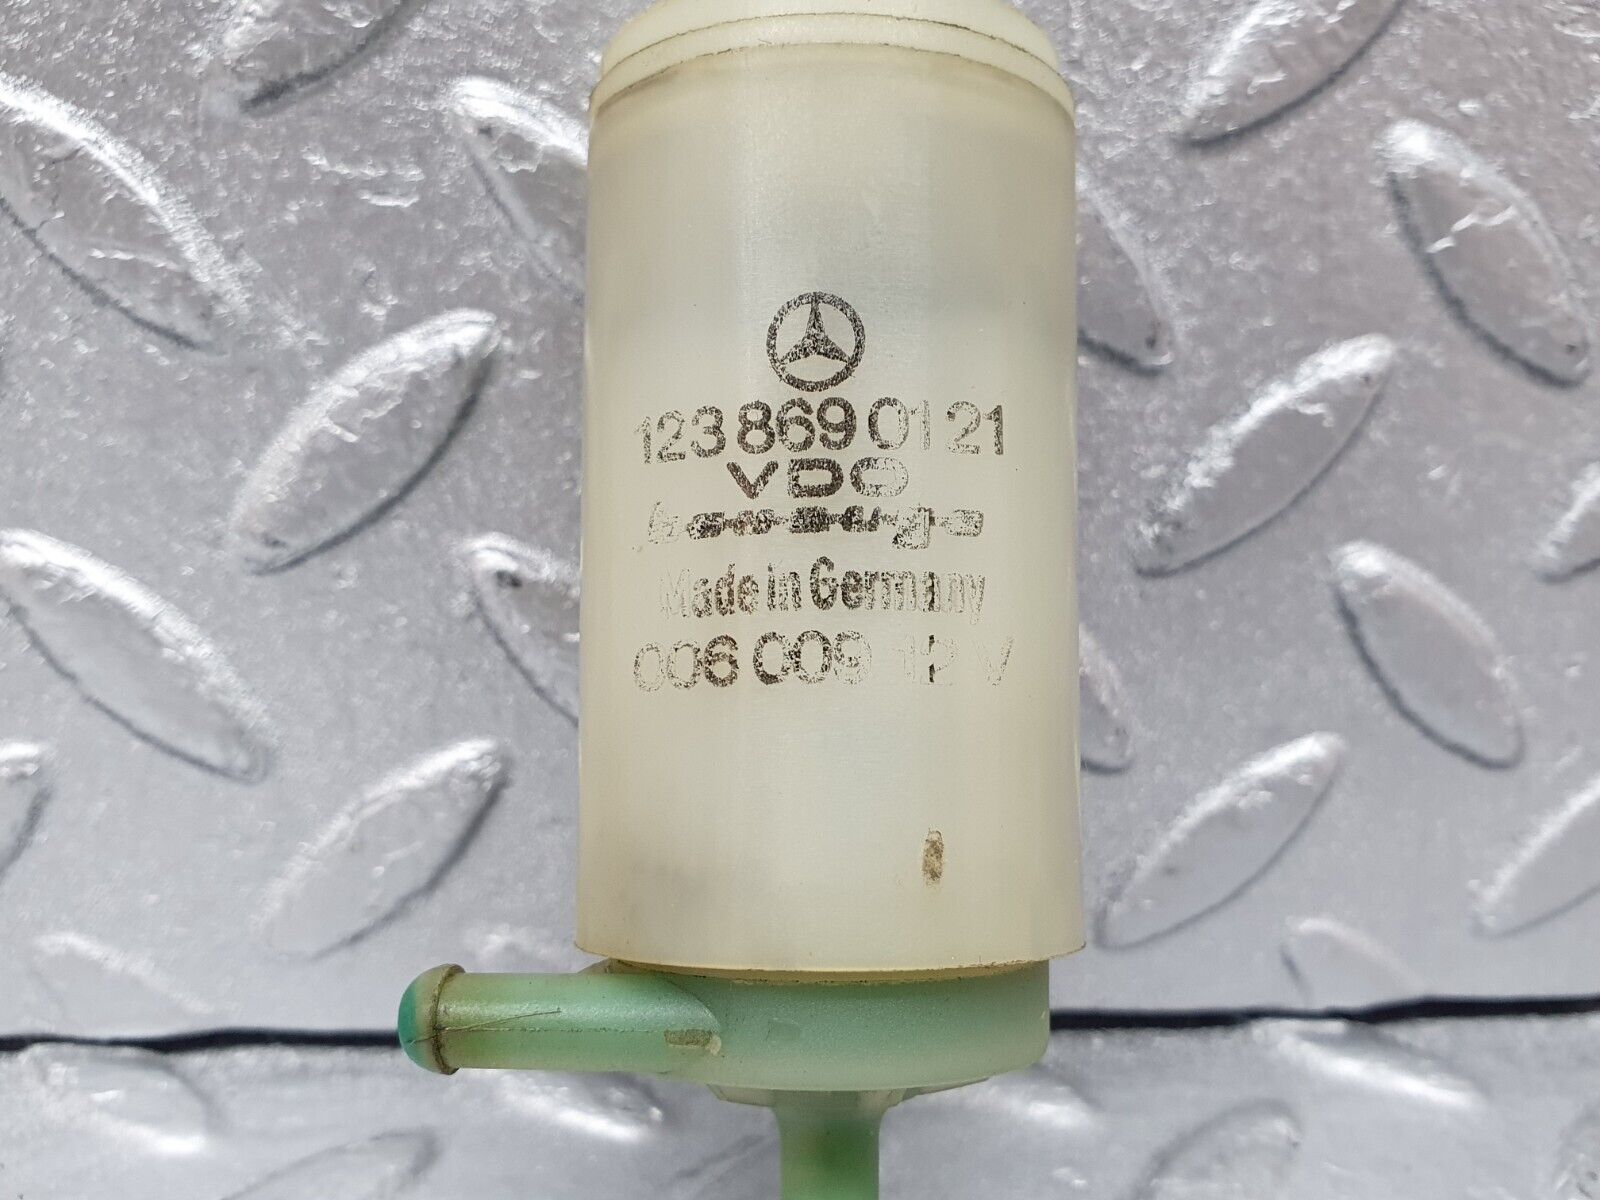 123 869 01 21
VDO
Made in Germany
006 009 12 V